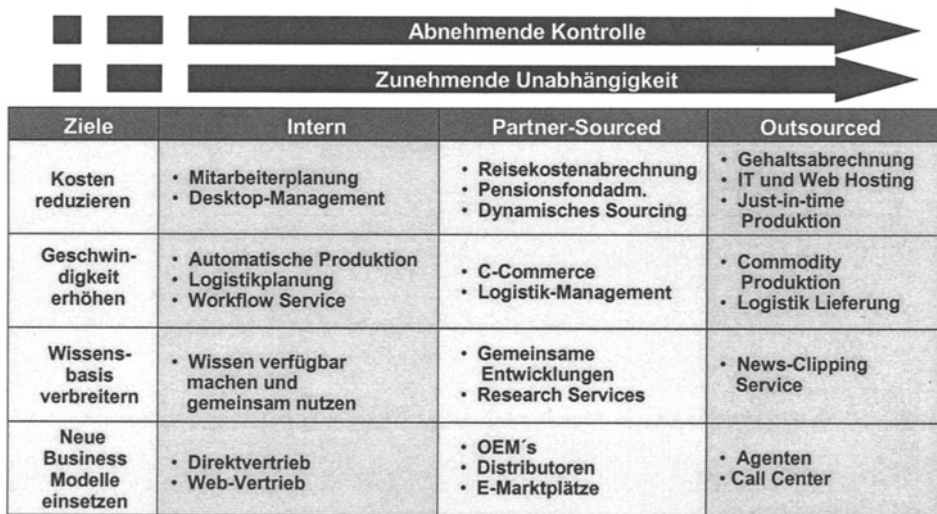 Abnehmende Kontrolle
Zunehmende Unabhängigkeit
Ziele Intern Partner-Sourced Outsourced
Kosten
reduzieren
• Mitarbeiterplanung
• Desktop-Management
• Reisekostenabrechnung
• Pensionsfondadm.
• Dynamisches Sourcing
• Gehaltsabrechnung
• IT und Web Hosting
• Just-in-time
Produktion
Geschwin-
digkeit
erhöhen
• Automatische Produktion
• Logistikplanung
• Workflow Service
• C-Commerce
• Logistik-Management
• Commodity
Produktion
• Logistik Lieferung
Wissens-
basis
verbreitern
• Wissen verfügbar
machen und
gemeinsam nutzen
• Gemeinsame
Entwicklungen
• Research Services
• News-Clipping
Service
Neue
Business
Modelle
einsetzen
• Direktvertrieb
• Web-Vertrieb
• OEM´s
• Distributoren
• E-Marktplätze
• Agenten
• Call Center